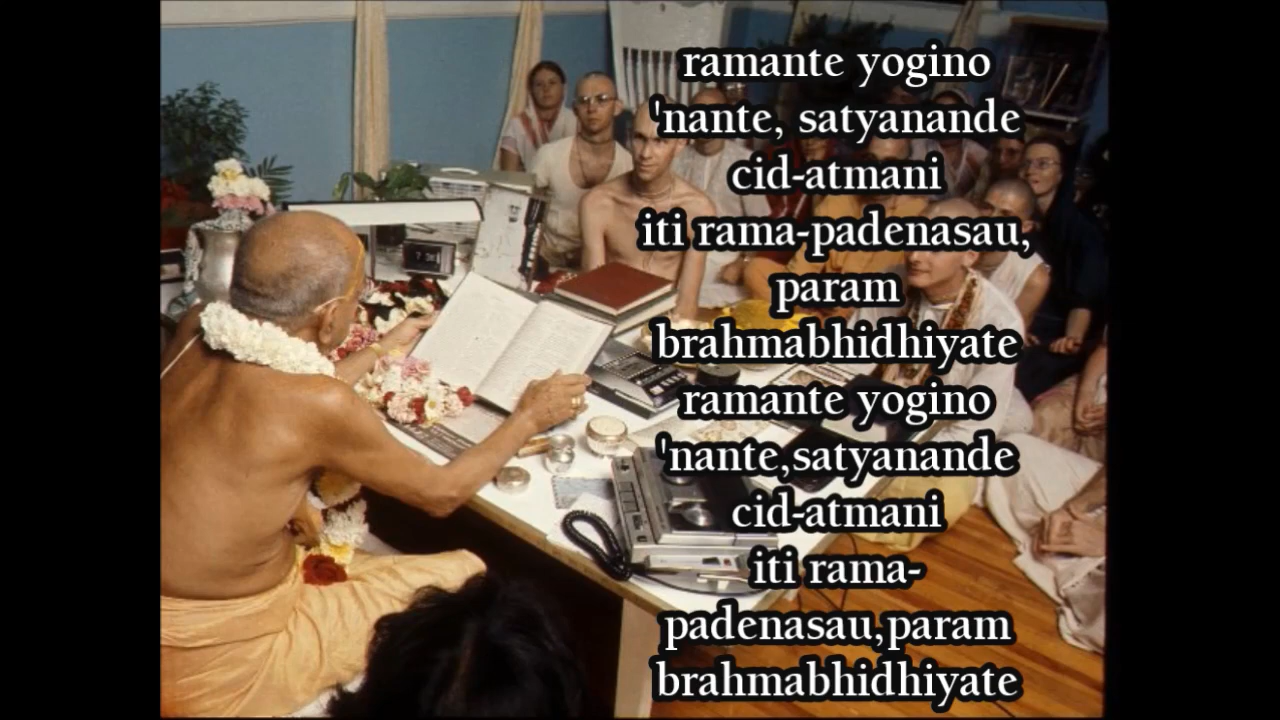 ramante yogino
'nante, satyanande
cid-atmani
iti rama-padenasau,
param
brahmabhidhiyate
ramante yogino
'nante,satyanande
cid-atmani
iti rama-
padenasau,param
brahmabhidhiyate